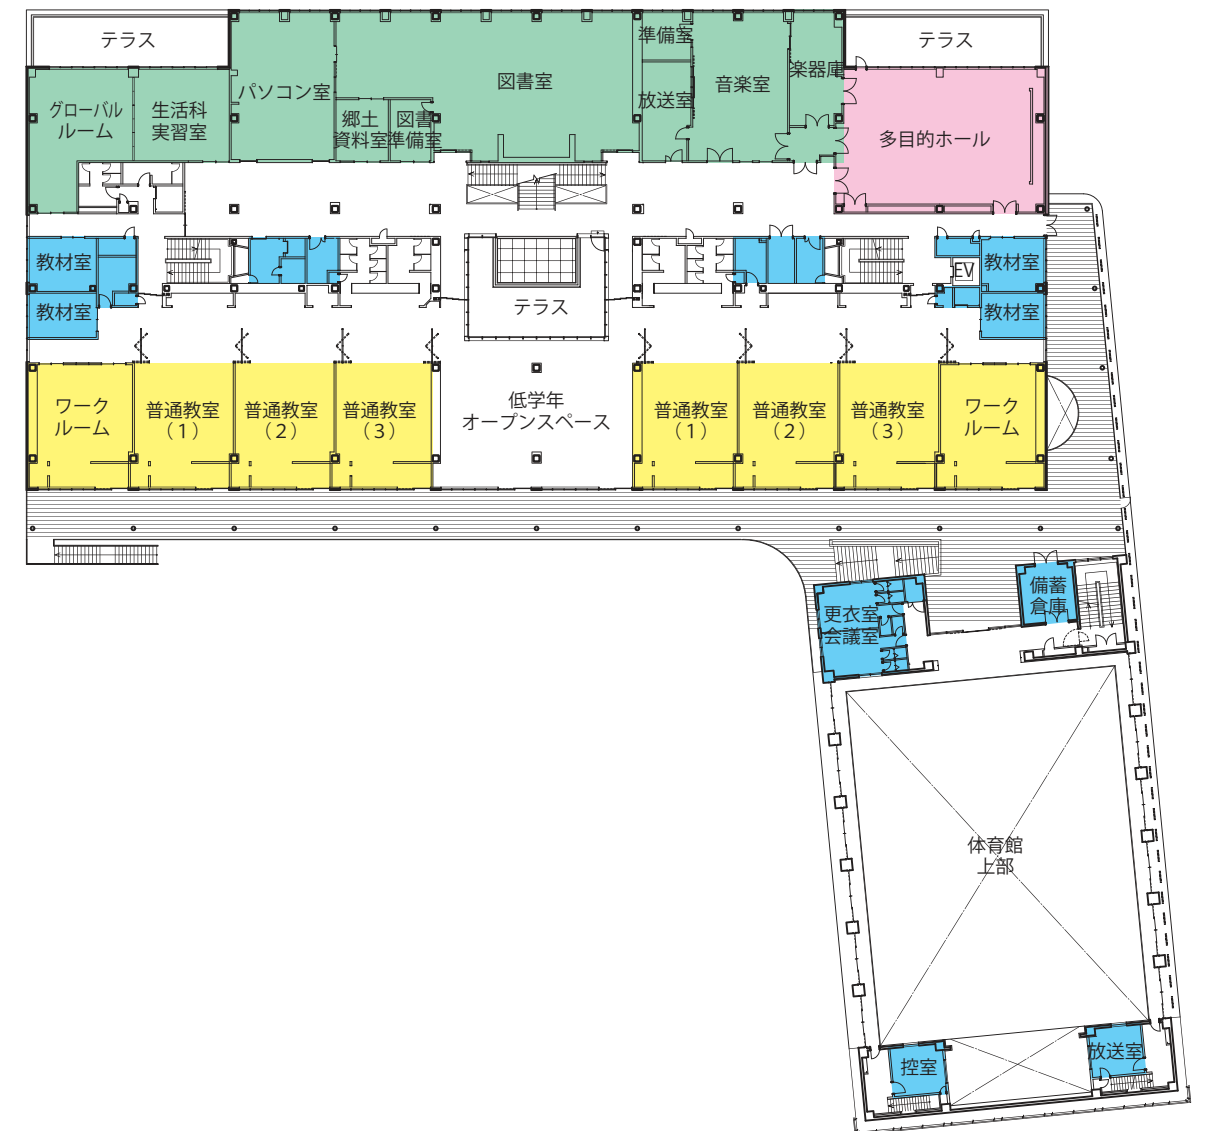 テラス
テラス
グローバル
ルーム
生活科
実習室
パソコン室
郷土
資料室
図書
準備室
図書室
準備室
放送室
音楽室
楽器庫
多目的ホール
教材室
教材室
テラス
EV
教材室
教材室
ワーク
ルーム
普通教室
（１）
普通教室
（２）
普通教室
（３）
低学年
オープンスペース
普通教室
（１）
普通教室
（２）
普通教室
（３）
ワーク
ルーム
更衣室
会議室
備蓄
倉庫
体育館
上部
控室
放送室